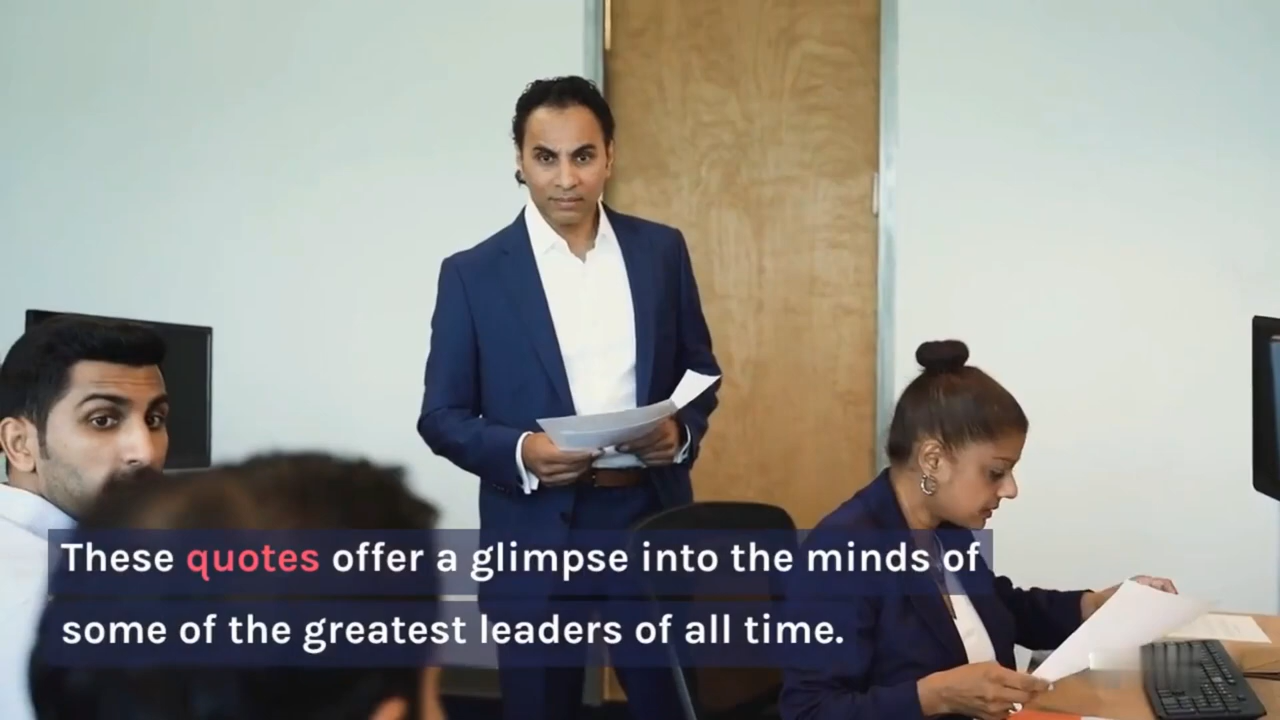 These quotes offer a glimpse into the minds of
some of the greatest leaders of all time.